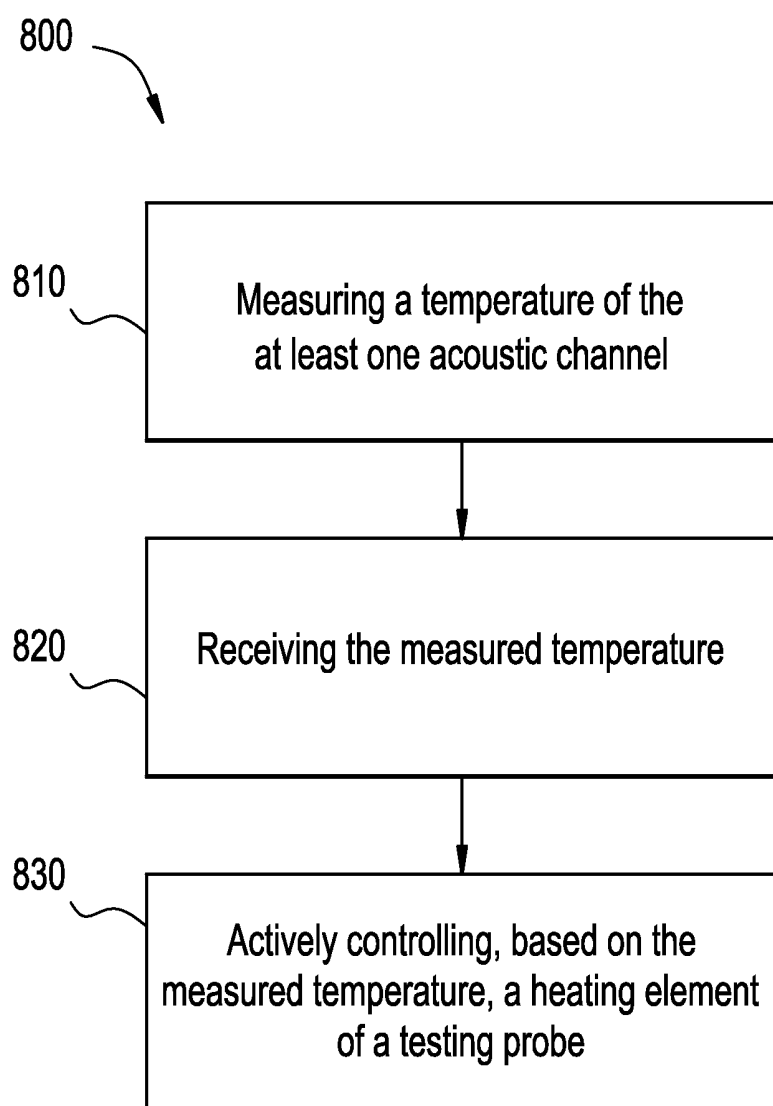 800
810
Measuring a temperature of the
at least one acoustic channel
820
Receiving the measured temperature
830
Actively controlling, based on the
measured temperature, a heating element
of a testing probe